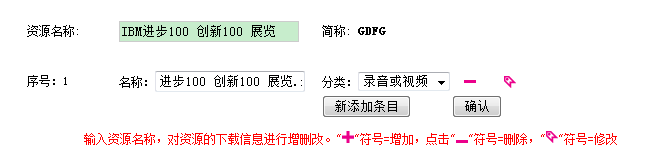 资源名称: IBM进步100 创新100 展览 简称: GDFG
序号: 1 名称: 进步100 创新100 展览. 分类: 录音或视频
新添加条目 确认
输入资源名称，对资源的下载信息进行增删改。"+"符号=增加，点击"-"符号=删除，"✎"符号=修改